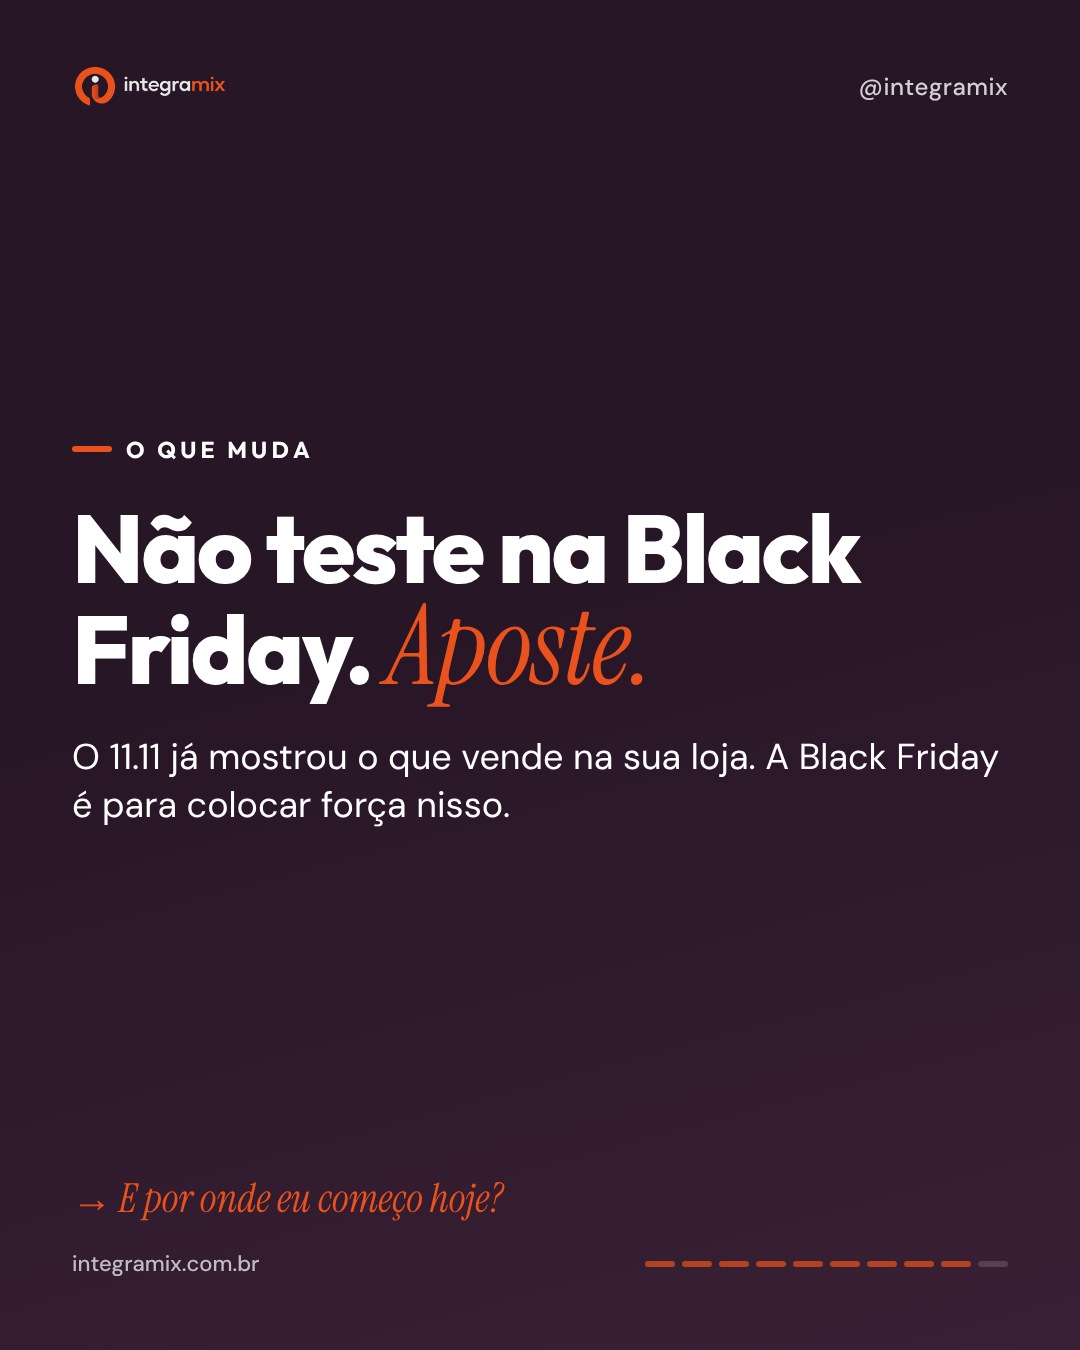 integramix
@integramix
O QUE MUDA
Não teste na Black
Friday. Aposte.
O 11.11 já mostrou o que vende na sua loja. A Black Friday
é para colocar força nisso.
→ E por onde eu começo hoje?
integramix.com.br